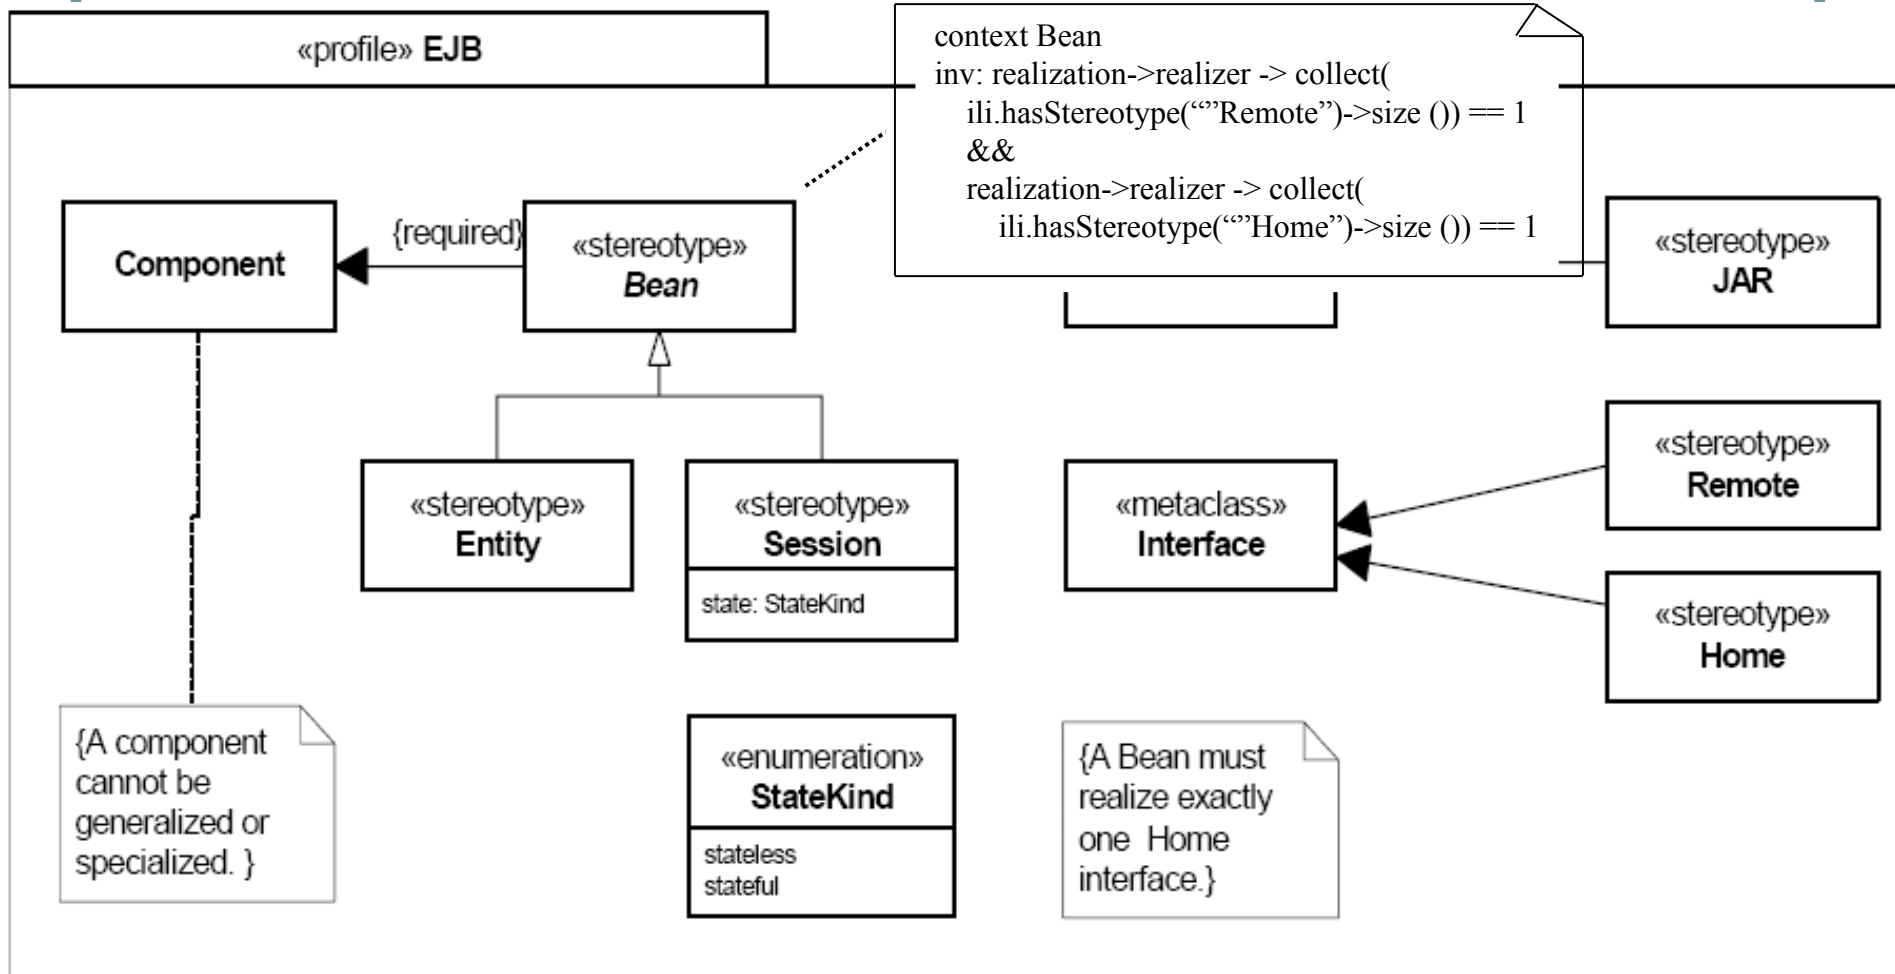 «profile» EJB
context Bean
inv: realization->realizer -> collect(
ili.hasStereotype(“”Remote”)->size ()) == 1
&&
realization->realizer -> collect(
ili.hasStereotype(“”Home”)->size ()) == 1
Component
{required}
«stereotype»
Bean
«stereotype»
JAR
«stereotype»
Entity
«stereotype»
Session
state: StateKind
«metaclass»
Interface
«stereotype»
Remote
«stereotype»
Home
{A component
cannot be
generalized or
specialized. }
«enumeration»
StateKind
stateless
stateful
{A Bean must
realize exactly
one Home
interface.}